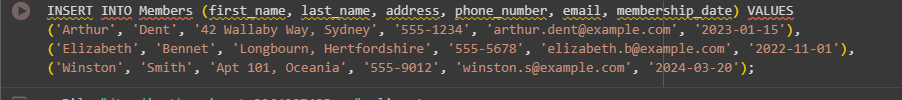 INSERT INTO Members (first_name, last_name, address, phone_number, email, membership_date) VALUES
('Arthur', 'Dent', '42 Wallaby Way, Sydney', '555-1234', 'arthur.dent@example.com', '2023-01-15'),
('Elizabeth', 'Bennet', 'Longbourn, Hertfordshire', '555-5678', 'elizabeth.b@example.com', '2022-11-01'),
('Winston', 'Smith', 'Apt 101, Oceania', '555-9012', 'winston.s@example.com', '2024-03-20');